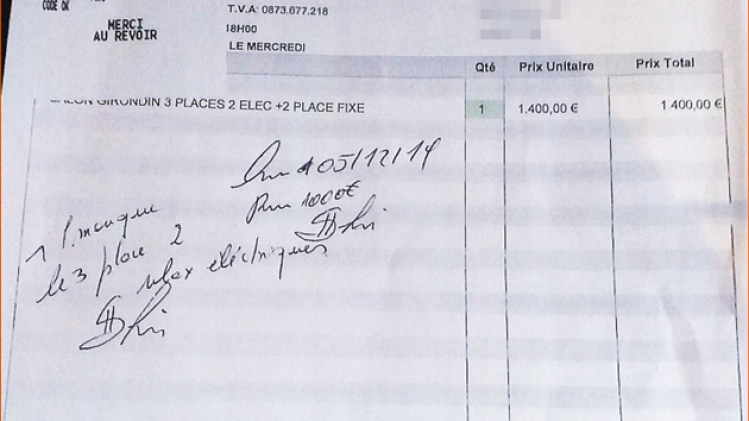 CODE OK
MERCI
AU REVOIR
T.V.A: 0873.677.218
18H00
LE MERCREDI
Qté Prix Unitaire Prix Total
SALON GIRONDIN 3 PLACES 2 ELEC +2 PLACE FIXE 1 1.400,00 € 1.400,00 €
05/12/14
1000€
manque
le 3 place 2
relax électriques